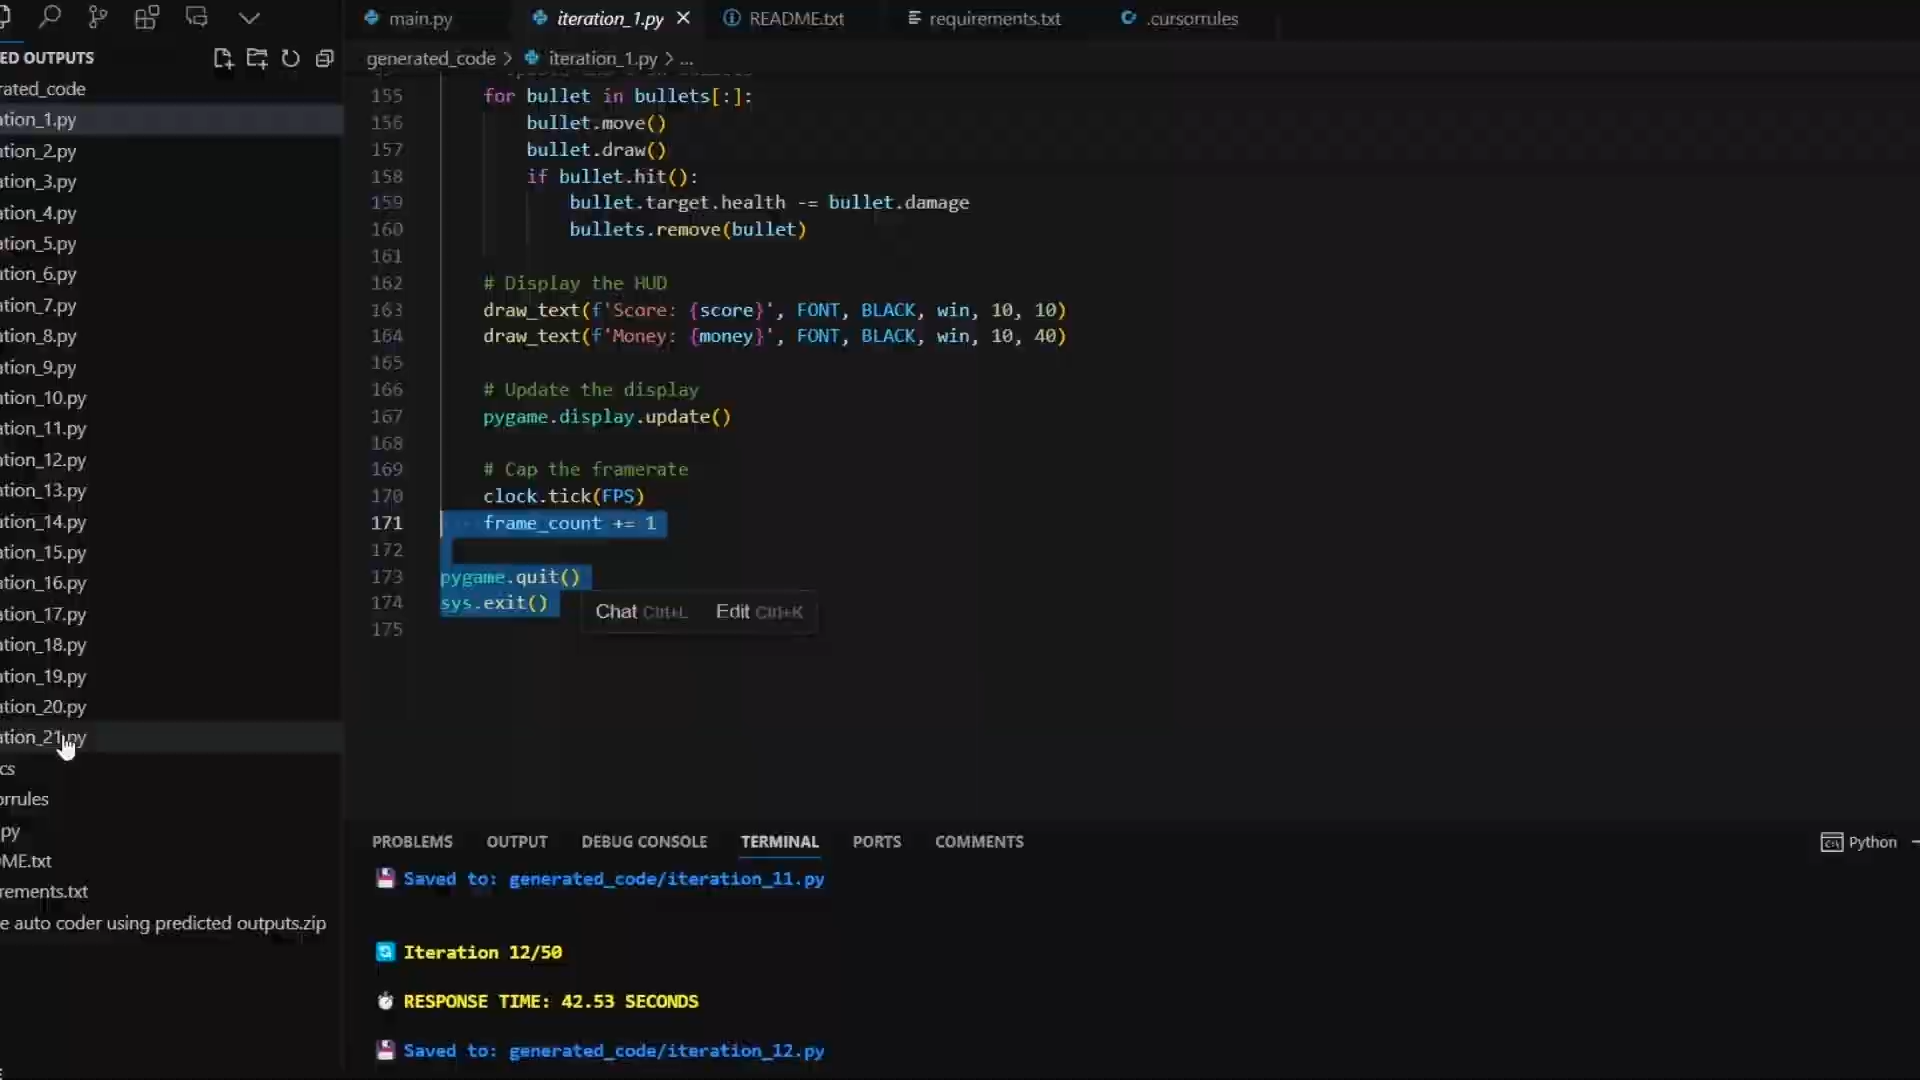 main.py
iteration_1.py
README.txt
requirements.txt
.cursorrules
ED OUTPUTS
generated_code > iteration_1.py > ...
rated_code
ation_1.py
ation_2.py
ation_3.py
ation_4.py
ation_5.py
ation_6.py
ation_7.py
ation_8.py
ation_9.py
ation_10.py
ation_11.py
ation_12.py
ation_13.py
ation_14.py
ation_15.py
ation_16.py
ation_17.py
ation_18.py
ation_19.py
ation_20.py
ation_21.py
cs
orrules
py
ME.txt
rements.txt
e auto coder using predicted outputs.zip
155 for bullet in bullets[:]:
156 bullet.move()
157 bullet.draw()
158 if bullet.hit():
159 bullet.target.health -= bullet.damage
160 bullets.remove(bullet)
161
162 # Display the HUD
163 draw_text(f'Score: {score}', FONT, BLACK, win, 10, 10)
164 draw_text(f'Money: {money}', FONT, BLACK, win, 10, 40)
165
166 # Update the display
167 pygame.display.update()
168
169 # Cap the framerate
170 clock.tick(FPS)
171 frame_count += 1
172
173 pygame.quit()
174 sys.exit()
175
Chat Ctrl+L Edit Ctrl+K
PROBLEMS OUTPUT DEBUG CONSOLE TERMINAL PORTS COMMENTS
Python
Saved to: generated_code/iteration_11.py
Iteration 12/50
RESPONSE TIME: 42.53 SECONDS
Saved to: generated_code/iteration_12.py